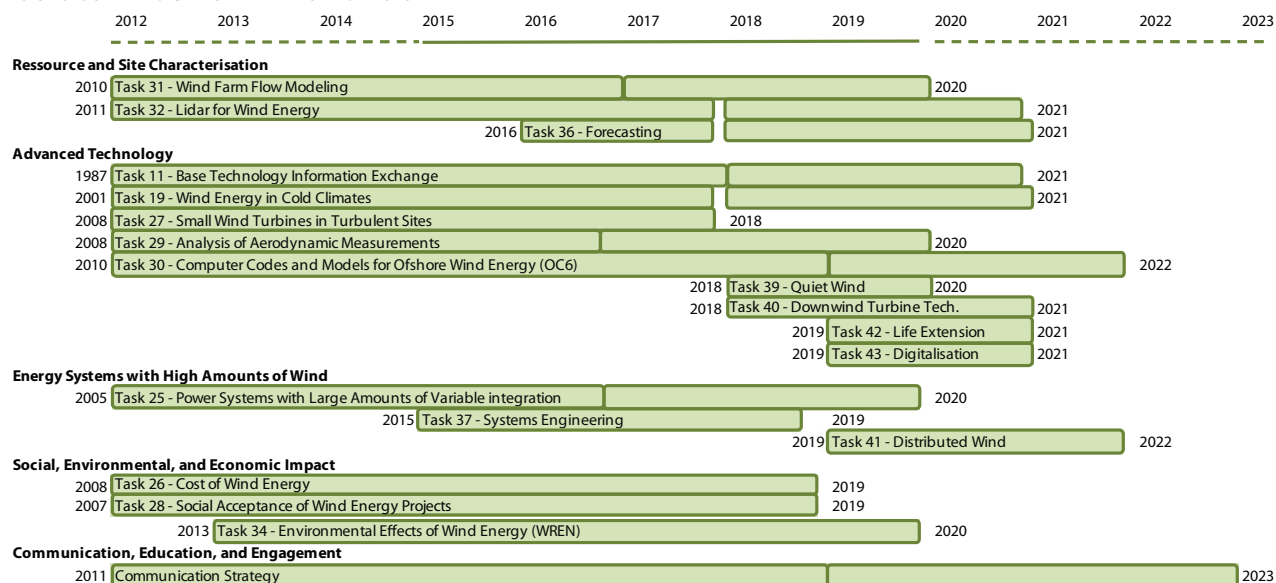 2012 2013 2014 2015 2016 2017 2018 2019 2020 2021 2022 2023
Ressource and Site Characterisation
2010 Task 31 - Wind Farm Flow Modeling 2020
2011 Task 32 - Lidar for Wind Energy 2021
2016 Task 36 - Forecasting 2021
Advanced Technology
1987 Task 11 - Base Technology Information Exchange 2021
2001 Task 19 - Wind Energy in Cold Climates 2021
2008 Task 27 - Small Wind Turbines in Turbulent Sites 2018
2008 Task 29 - Analysis of Aerodynamic Measurements 2020
2010 Task 30 - Computer Codes and Models for Ofshore Wind Energy (OC6) 2022
2018 Task 39 - Quiet Wind 2020
2018 Task 40 - Downwind Turbine Tech. 2021
2019 Task 42 - Life Extension 2021
2019 Task 43 - Digitalisation 2021
Energy Systems with High Amounts of Wind
2005 Task 25 - Power Systems with Large Amounts of Variable integration 2020
2015 Task 37 - Systems Engineering 2019
2019 Task 41 - Distributed Wind 2022
Social, Environmental, and Economic Impact
2008 Task 26 - Cost of Wind Energy 2019
2007 Task 28 - Social Acceptance of Wind Energy Projects 2019
2013 Task 34 - Environmental Effects of Wind Energy (WREN) 2020
Communication, Education, and Engagement
2011 Communication Strategy 2023